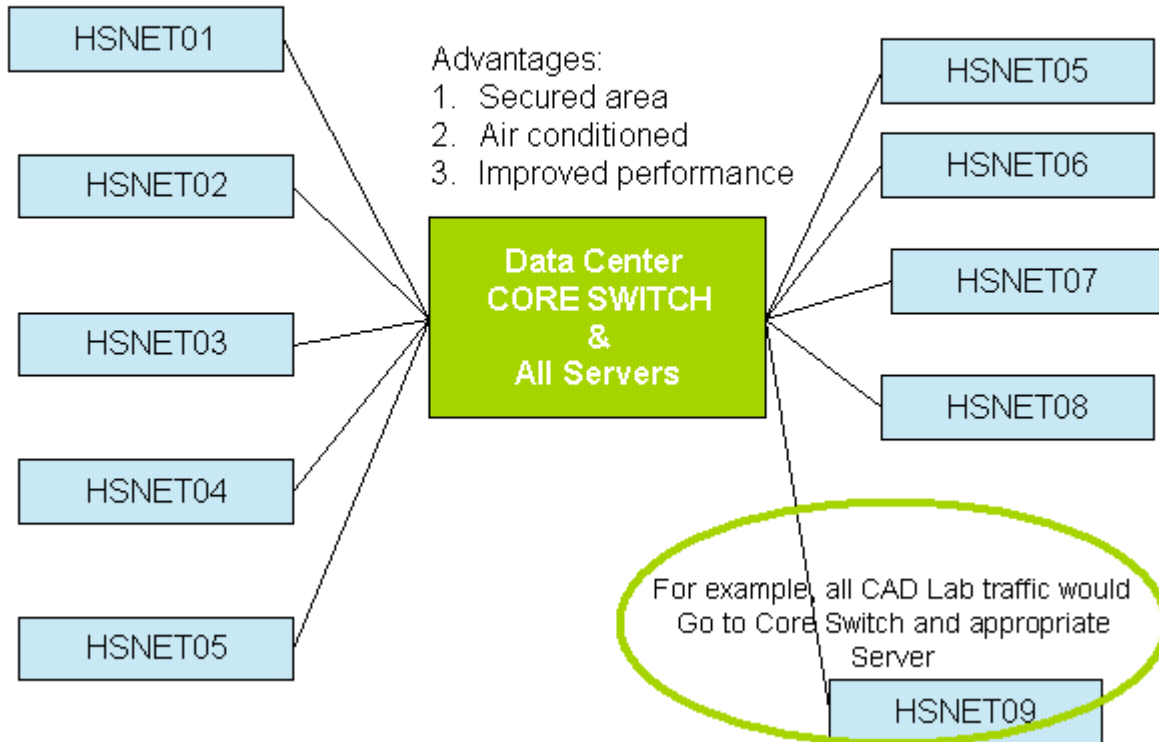 HSNET01
HSNET02
HSNET03
HSNET04
HSNET05
Advantages:
1. Secured area
2. Air conditioned
3. Improved performance
Data Center
CORE SWITCH
&
All Servers
HSNET05
HSNET06
HSNET07
HSNET08
For example, all CAD Lab traffic would
Go to Core Switch and appropriate
Server
HSNET09